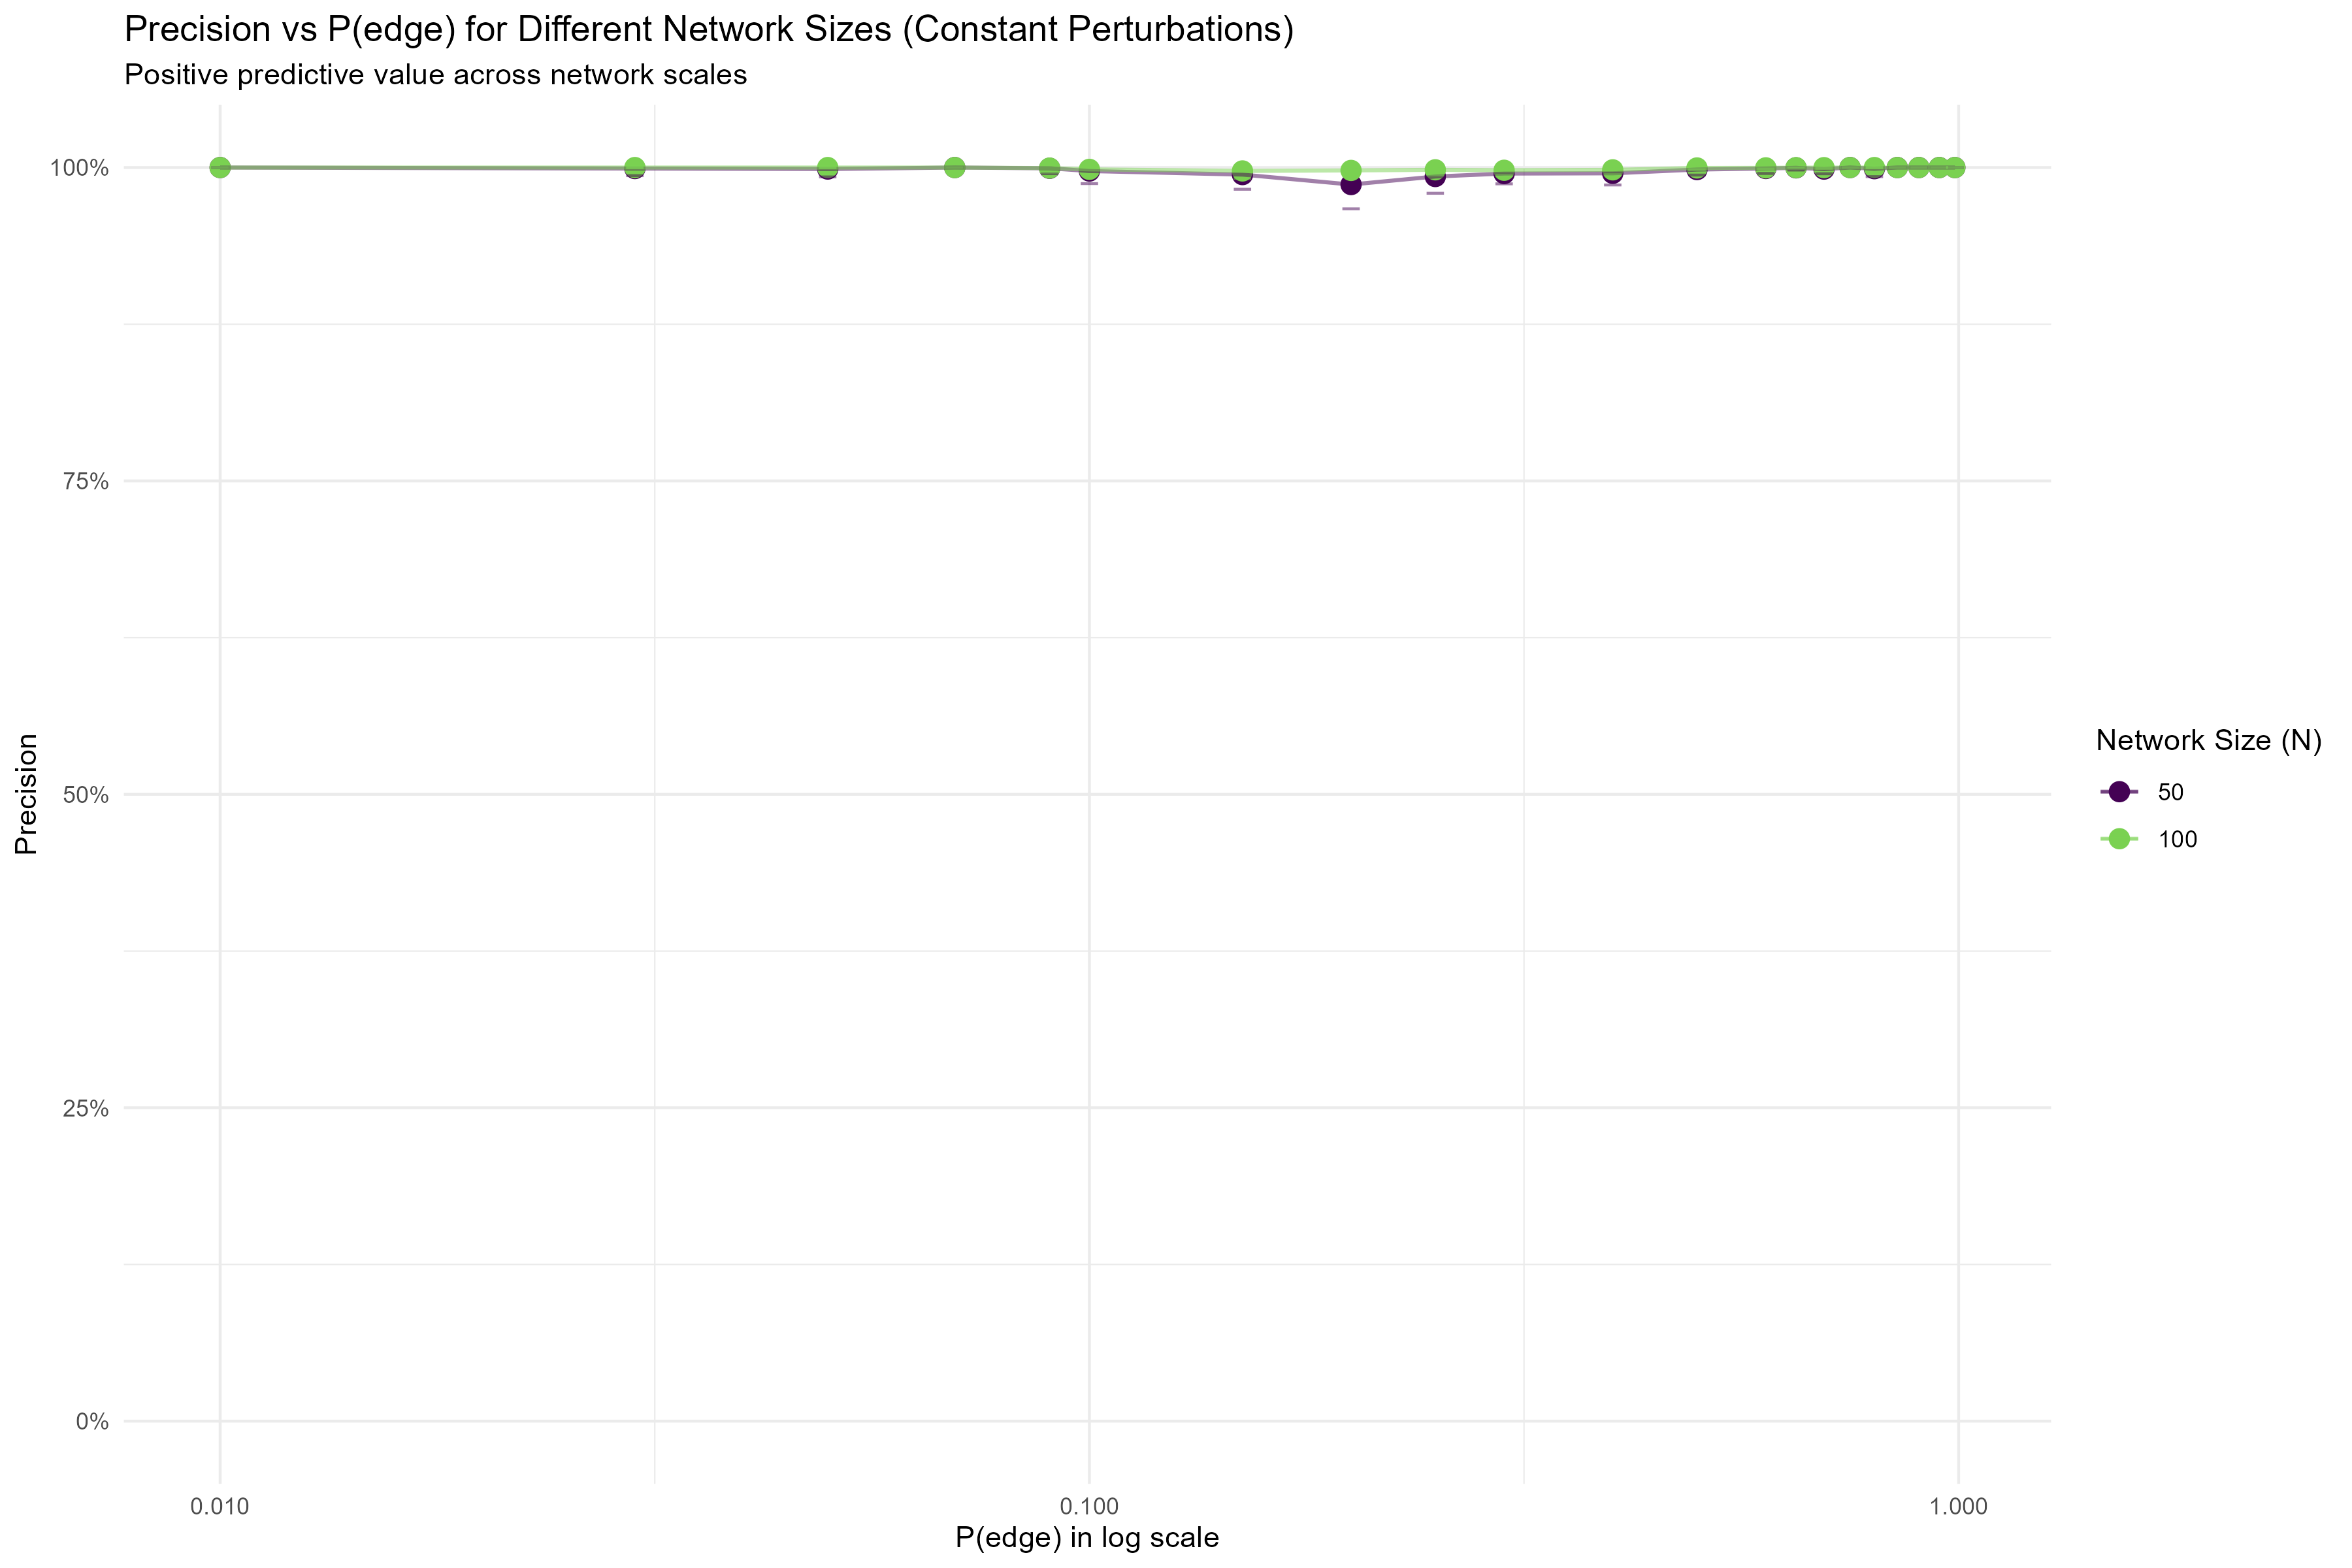 Precision vs P(edge) for Different Network Sizes (Constant Perturbations)
Positive predictive value across network scales
100%
75%
50%
25%
0%
Precision
0.010
0.100
1.000
P(edge) in log scale
Network Size (N)
50
100